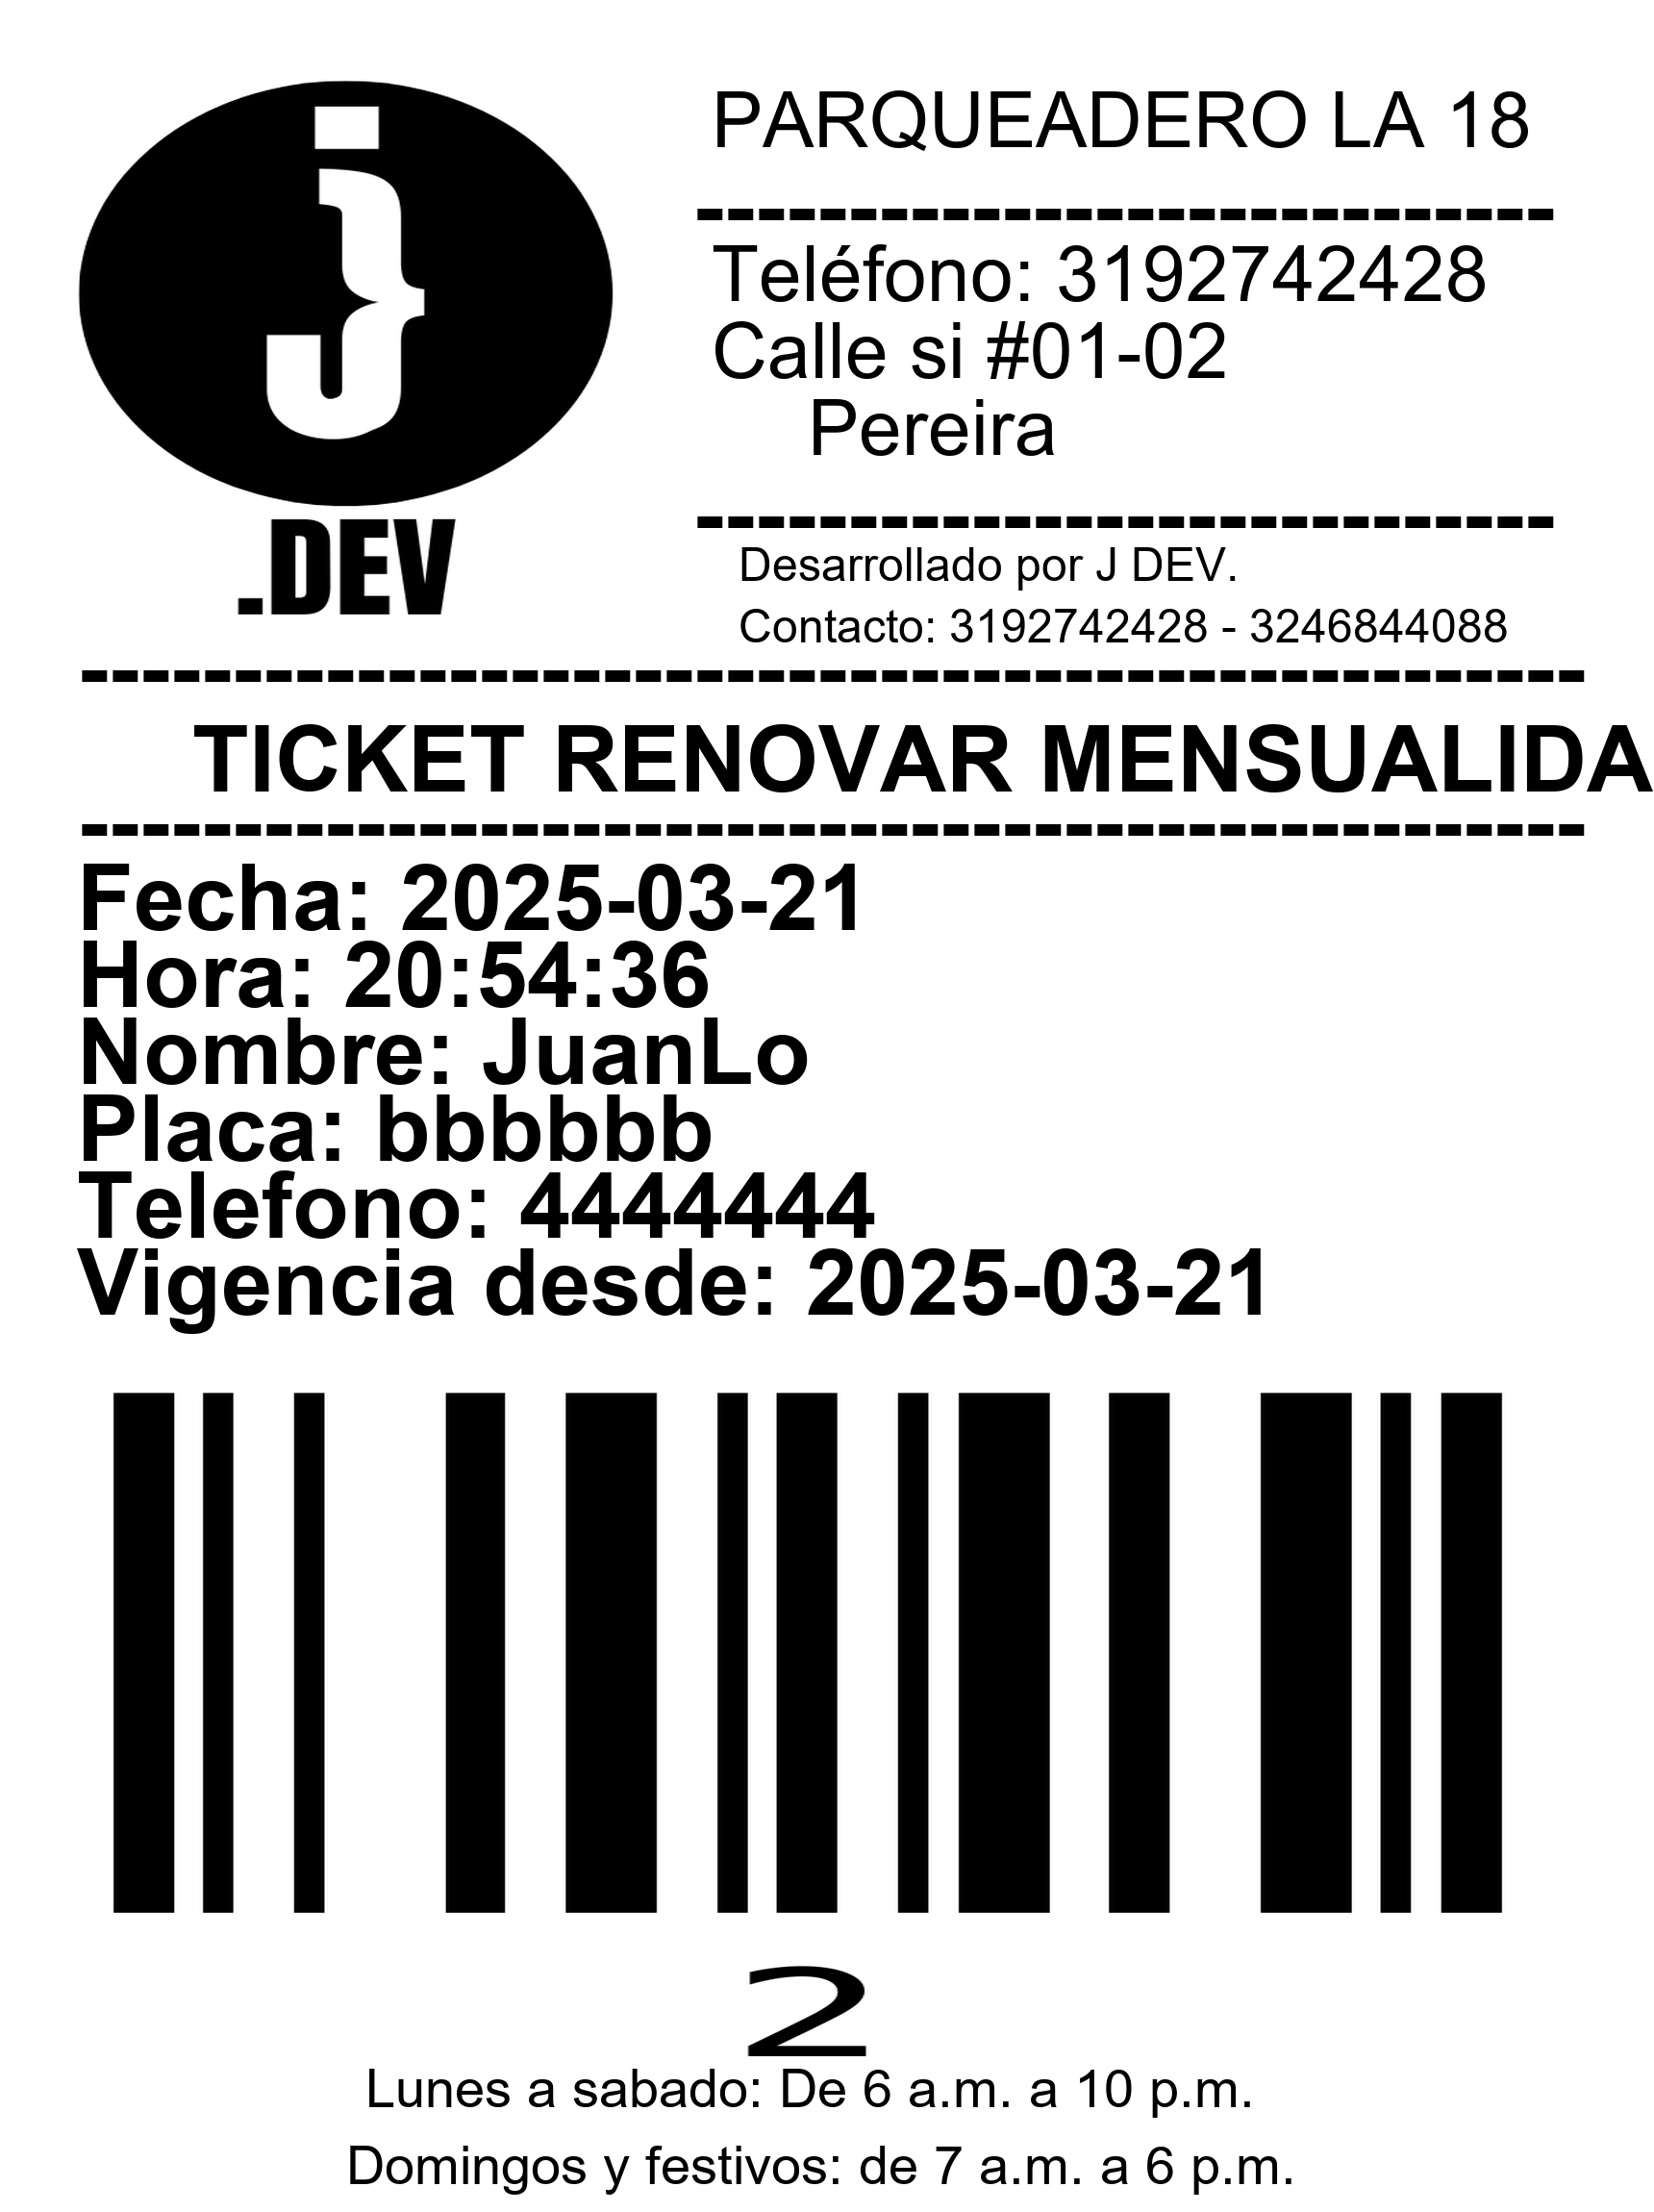 j
.DEV
PARQUEADERO LA 18
----------------------------
Teléfono: 3192742428
Calle si #01-02
Pereira
----------------------------
Desarrollado por J DEV.
Contacto: 3192742428 - 3246844088
-------------------------------------------------
TICKET RENOVAR MENSUALIDA
-------------------------------------------------
Fecha: 2025-03-21
Hora: 20:54:36
Nombre: JuanLo
Placa: bbbbbb
Telefono: 4444444
Vigencia desde: 2025-03-21
2
Lunes a sabado: De 6 a.m. a 10 p.m.
Domingos y festivos: de 7 a.m. a 6 p.m.